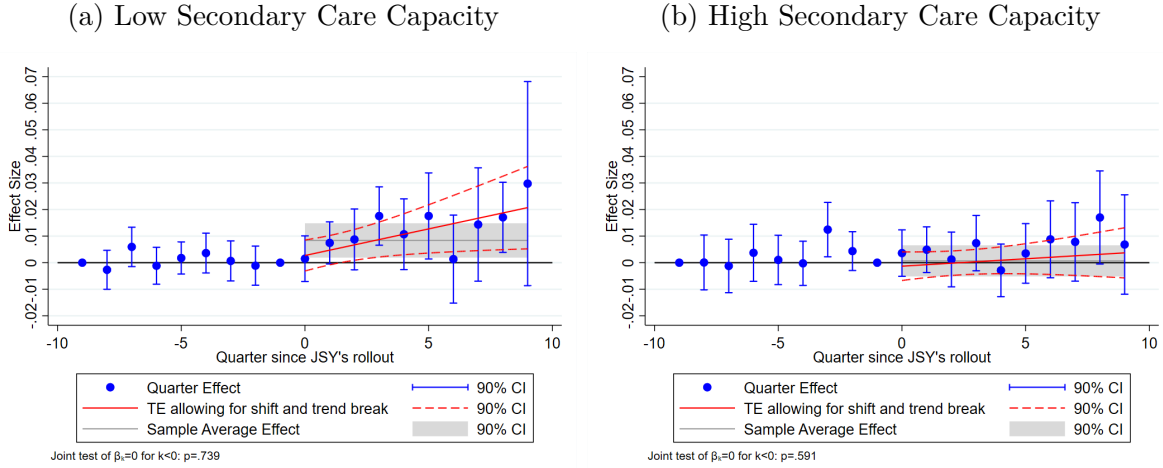 (a) Low Secondary Care Capacity
(b) High Secondary Care Capacity
Effect Size
.07
.06
.05
.04
.03
.02
.01
0
-.01
-.02
-10
-5
0
5
10
Quarter since JSY's rollout
Quarter Effect
90% CI
TE allowing for shift and trend break
90% CI
Sample Average Effect
90% CI
Joint test of βₖ=0 for k<0: p=.739
Effect Size
.07
.06
.05
.04
.03
.02
.01
0
-.01
-.02
-10
-5
0
5
10
Quarter since JSY's rollout
Quarter Effect
90% CI
TE allowing for shift and trend break
90% CI
Sample Average Effect
90% CI
Joint test of βₖ=0 for k<0: p=.591